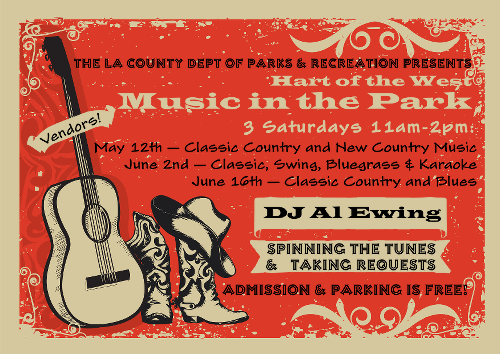 THE LA COUNTY DEPT OF PARKS & RECREATION PRESENTS
Hart of the West
Music in the Park
Vendors!
3 Saturdays 11am-2pm:
May 12th — Classic Country and New Country Music
June 2nd — Classic, Swing, Bluegrass & Karaoke
June 16th — Classic Country and Blues
DJ Al Ewing
SPINNING THE TUNES
& TAKING REQUESTS
ADMISSION & PARKING IS FREE!